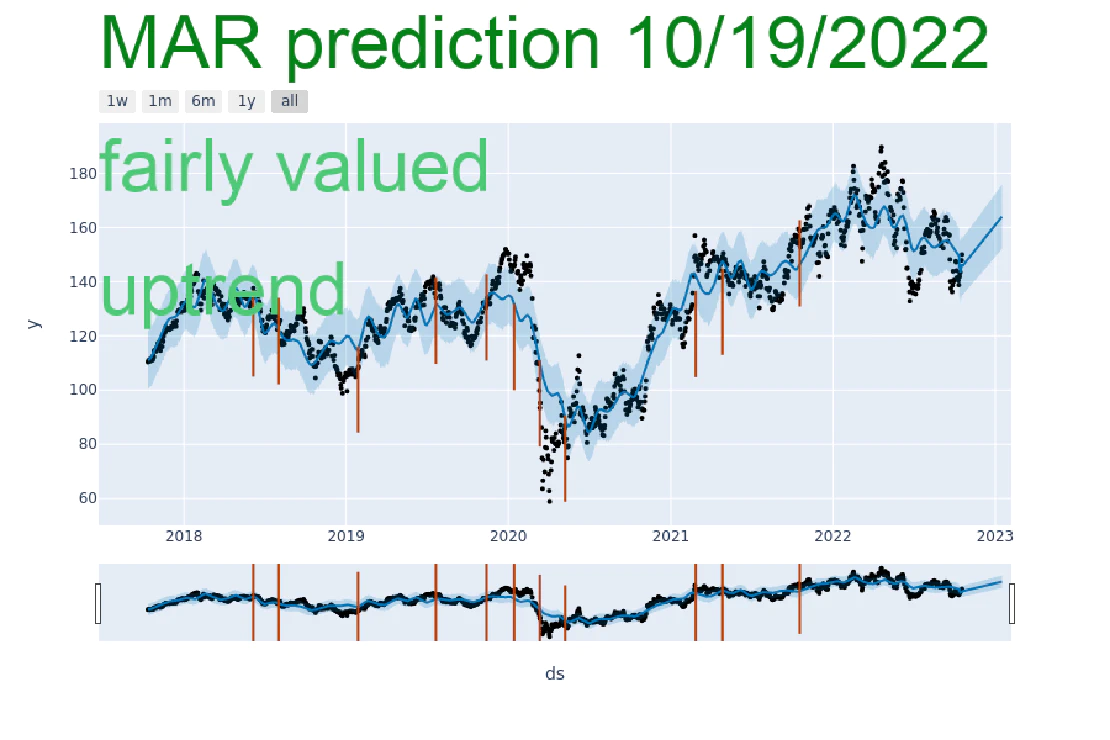 MAR prediction 10/19/2022
1w 1m 6m 1y all
fairly valued
180
160
uptrend
140
120
y
100
80
60
2018 2019 2020 2021 2022 2023
ds